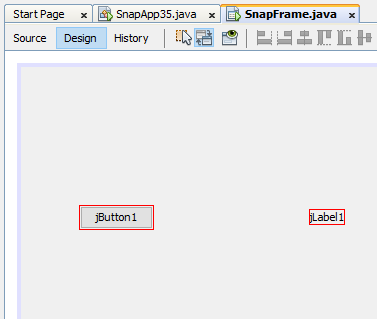 Start Page x SnapApp35.java x SnapFrame.java x
Source Design History
jButton1 jLabel1